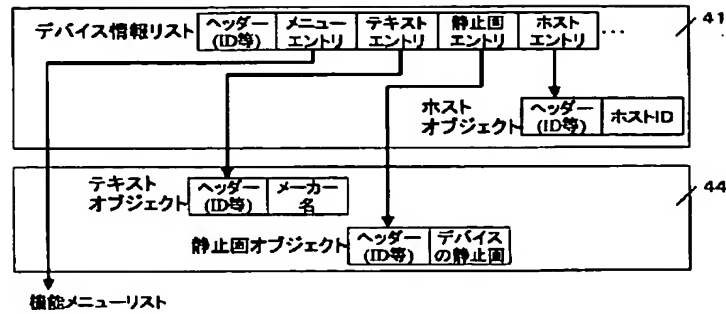 デバイス情報リスト
ヘッダー
(ID等)
メニュー
エントリ
テキスト
エントリ
静止画
エントリ
ホスト
エントリ
...
41
ホスト
オブジェクト
ヘッダー
(ID等)
ホストID
テキスト
オブジェクト
ヘッダー
(ID等)
メーカー
名
44
静止画オブジェクト
ヘッダー
(ID等)
デバイス
の静止画
機能メニューリスト